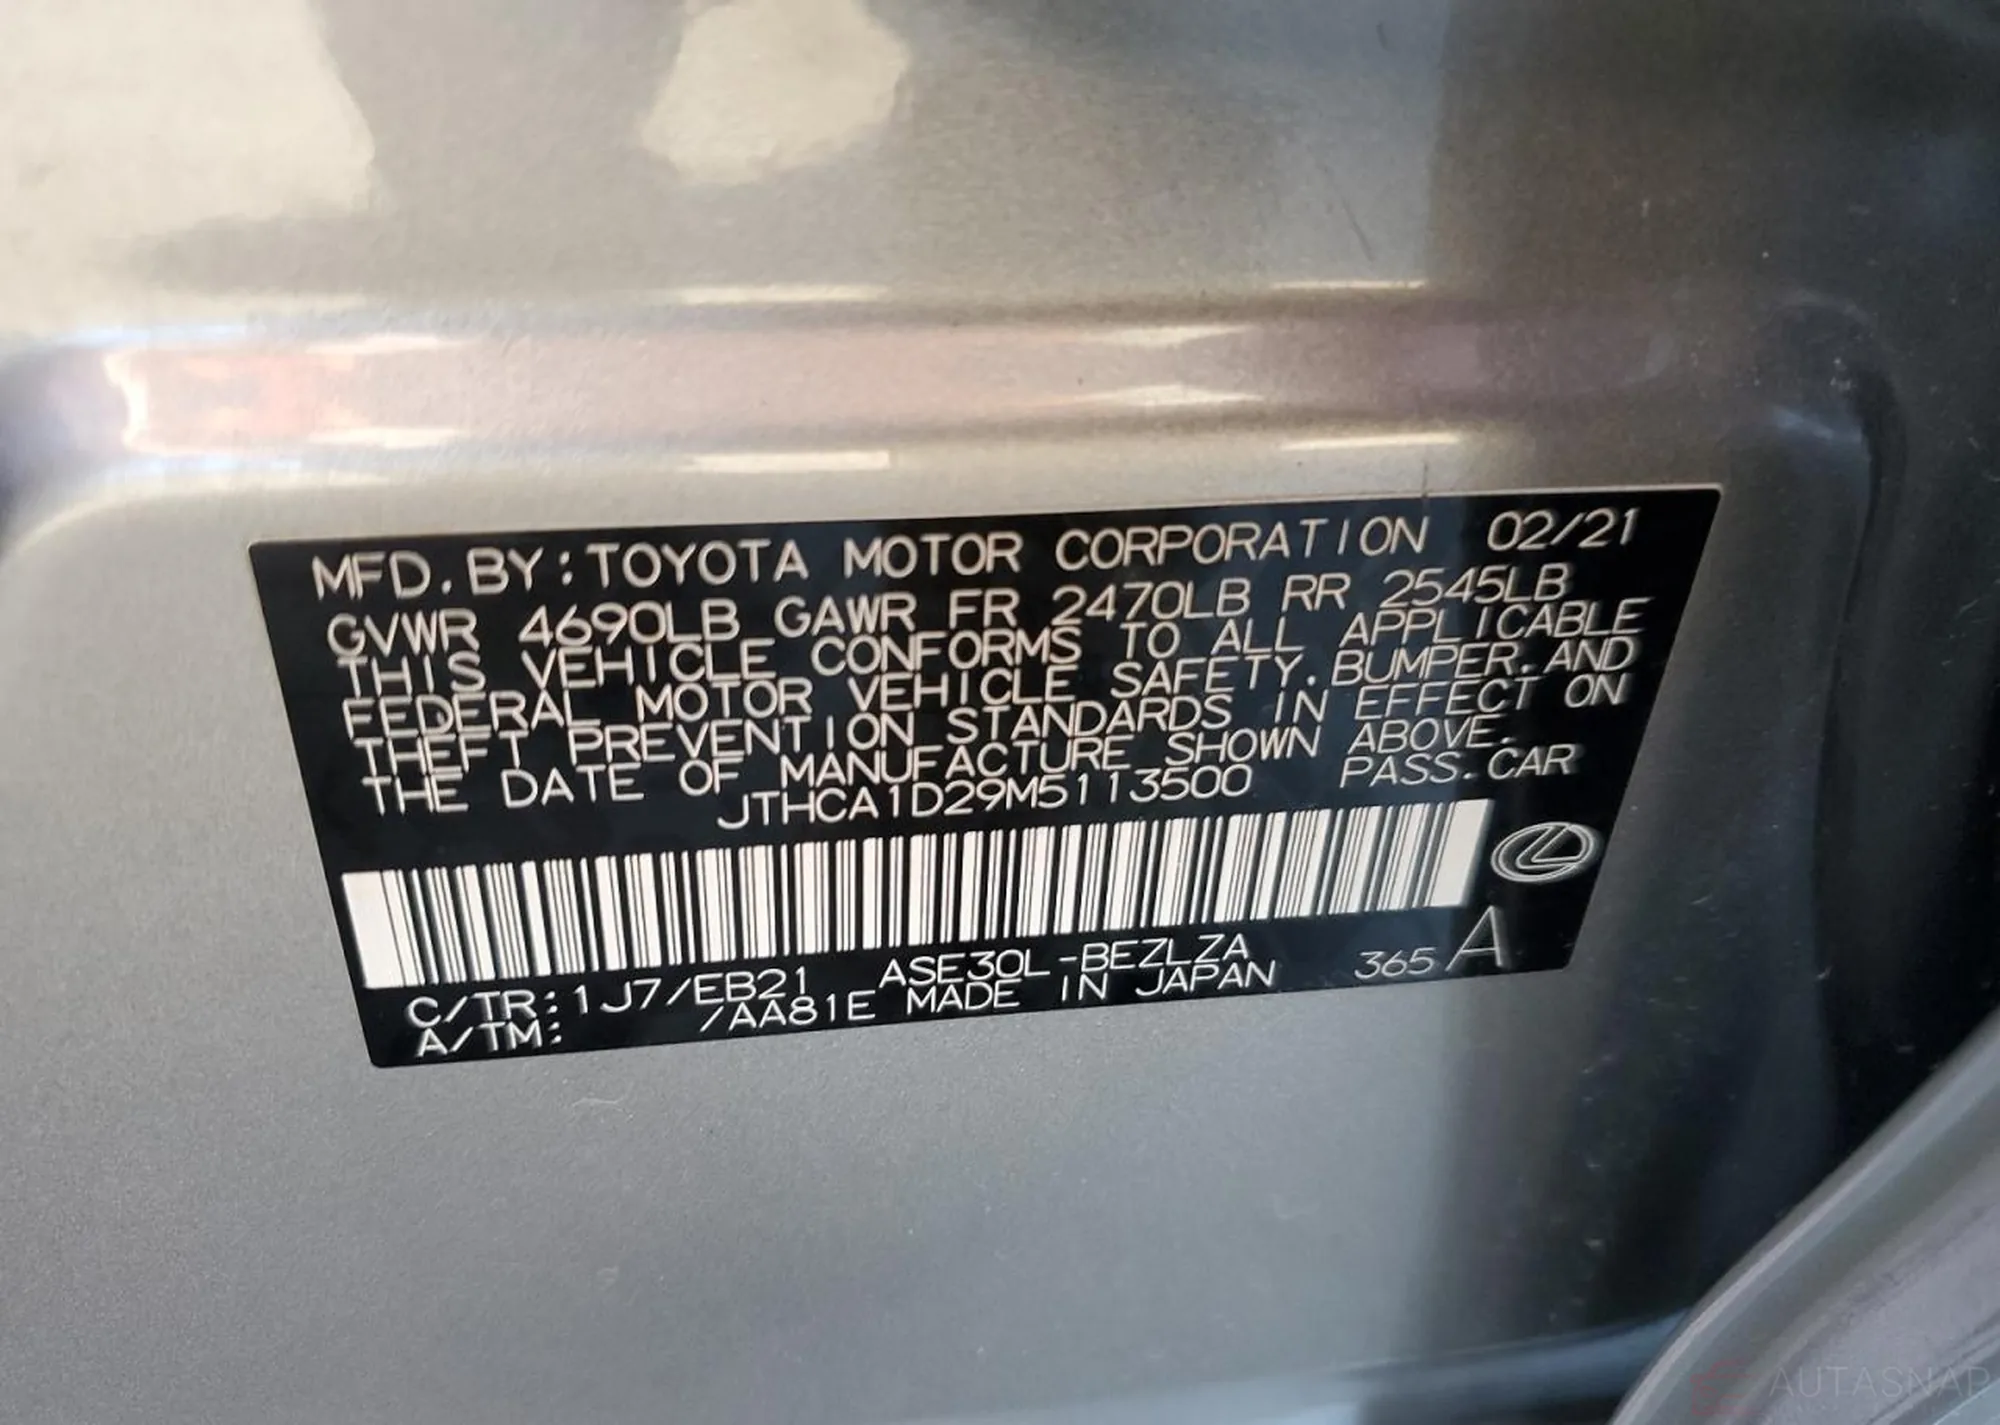 MFD. BY: TOYOTA MOTOR CORPORATION 02/21
GVWR 4690LB GAWR FR 2470LB RR 2545LB
THIS VEHICLE CONFORMS TO ALL APPLICABLE
FEDERAL MOTOR VEHICLE SAFETY, BUMPER, AND
THEFT PREVENTION STANDARDS IN EFFECT ON
THE DATE OF MANUFACTURE SHOWN ABOVE.
JTHCA1D29M5113500 PASS. CAR
C/TR: 1J7/EB21 ASE30L-BEZLZA 365 A
A/TM: /AA81E MADE IN JAPAN
AUTASNAP